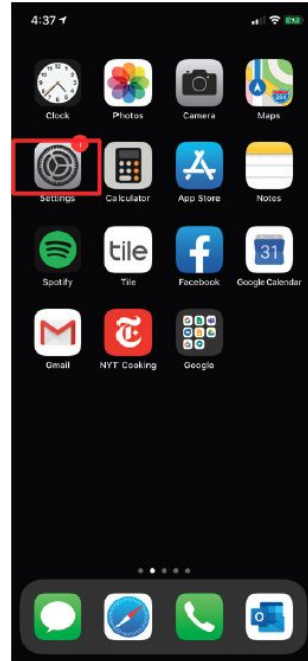 4:37
Clock Photos Camera Maps
1
Settings Calculator App Store Notes
tile
31
Spotify Tile Facebook Google Calendar
Gmail NYT Cooking Google